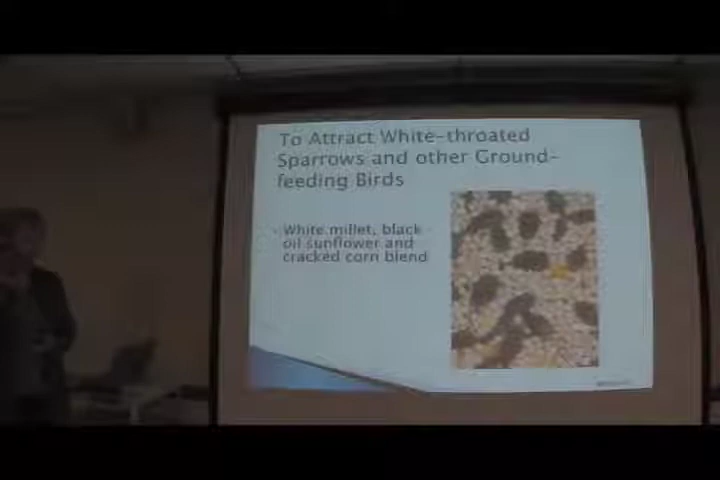 To Attract White-throated
Sparrows and other Ground-
feeding Birds
White millet, black
oil sunflower and
cracked corn blend